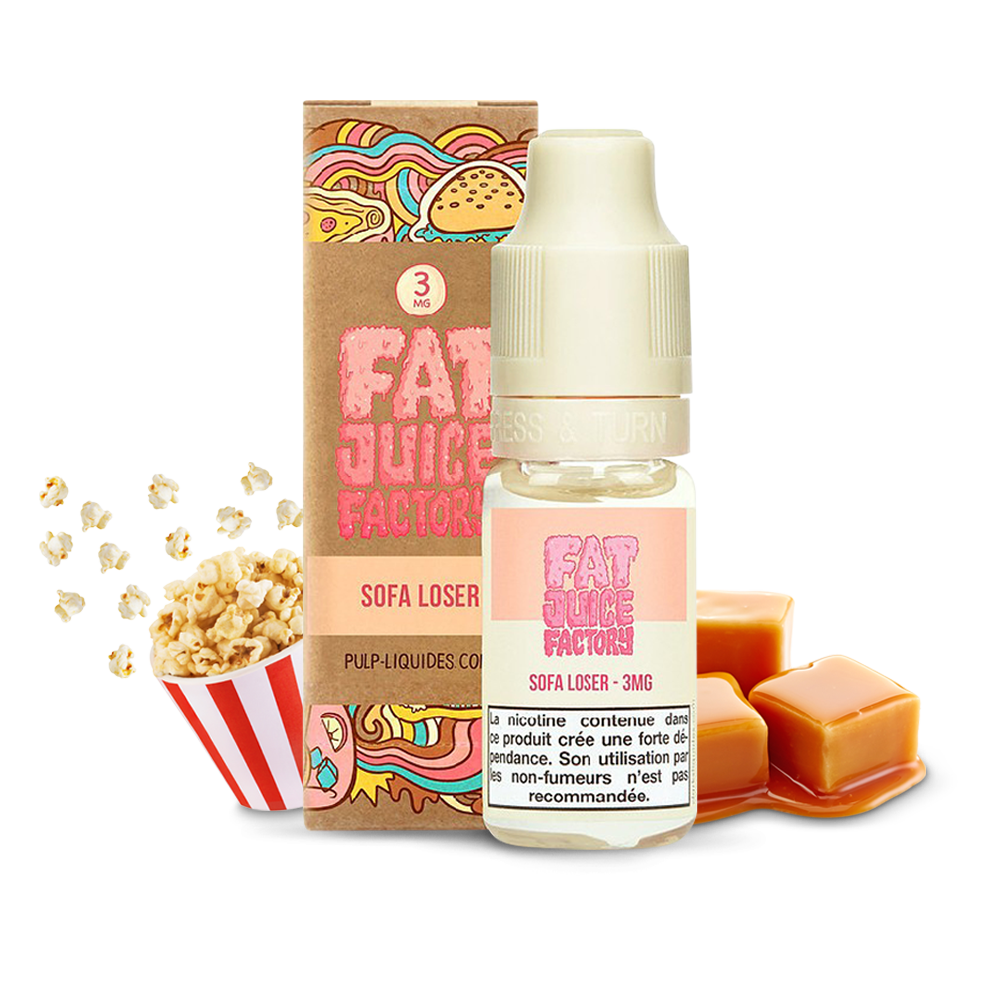 3
MG
FAT
JUICE
FACTORY
SOFA LOSER
PULP-LIQUIDES.CO
RESS & TURN
FAT
JUICE
FACTORY
SOFA LOSER - 3MG
La nicotine contenue dans
ce produit crée une forte dé-
pendance. Son utilisation par
les non-fumeurs n'est pas
recommandée.